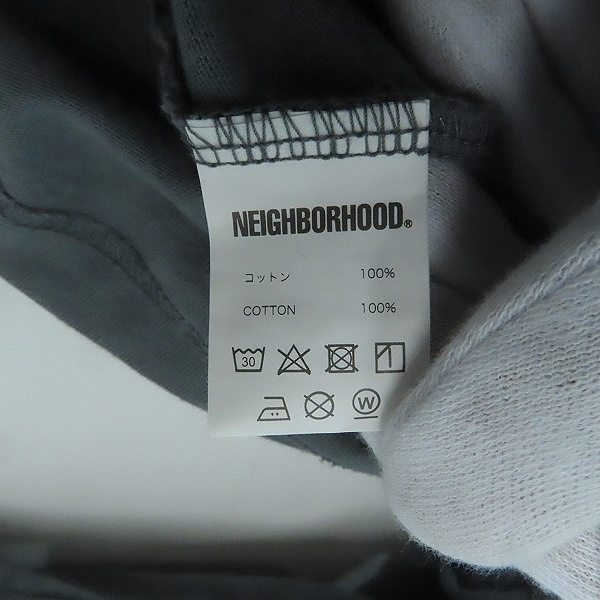 NEIGHBORHOOD®
コットン 100%
COTTON 100%
30
W